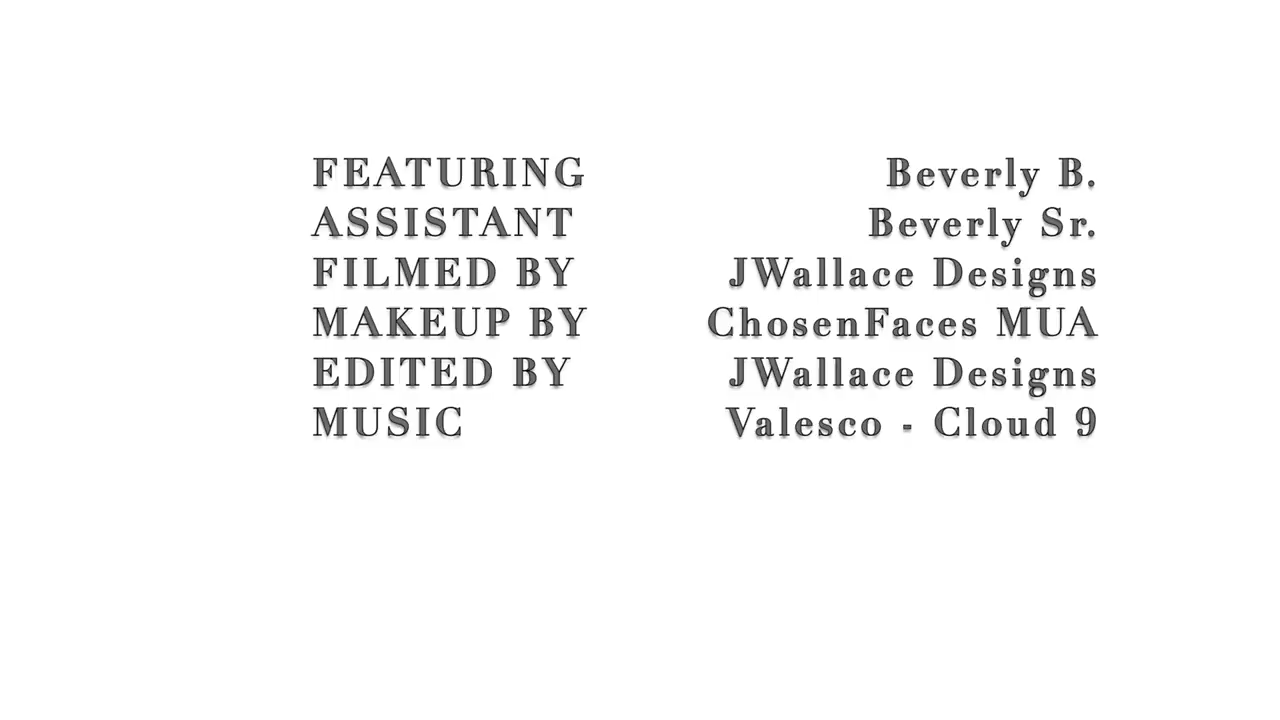 FEATURING Beverly B.
ASSISTANT Beverly Sr.
FILMED BY JWallace Designs
MAKEUP BY ChosenFaces MUA
EDITED BY JWallace Designs
MUSIC Valesco - Cloud 9